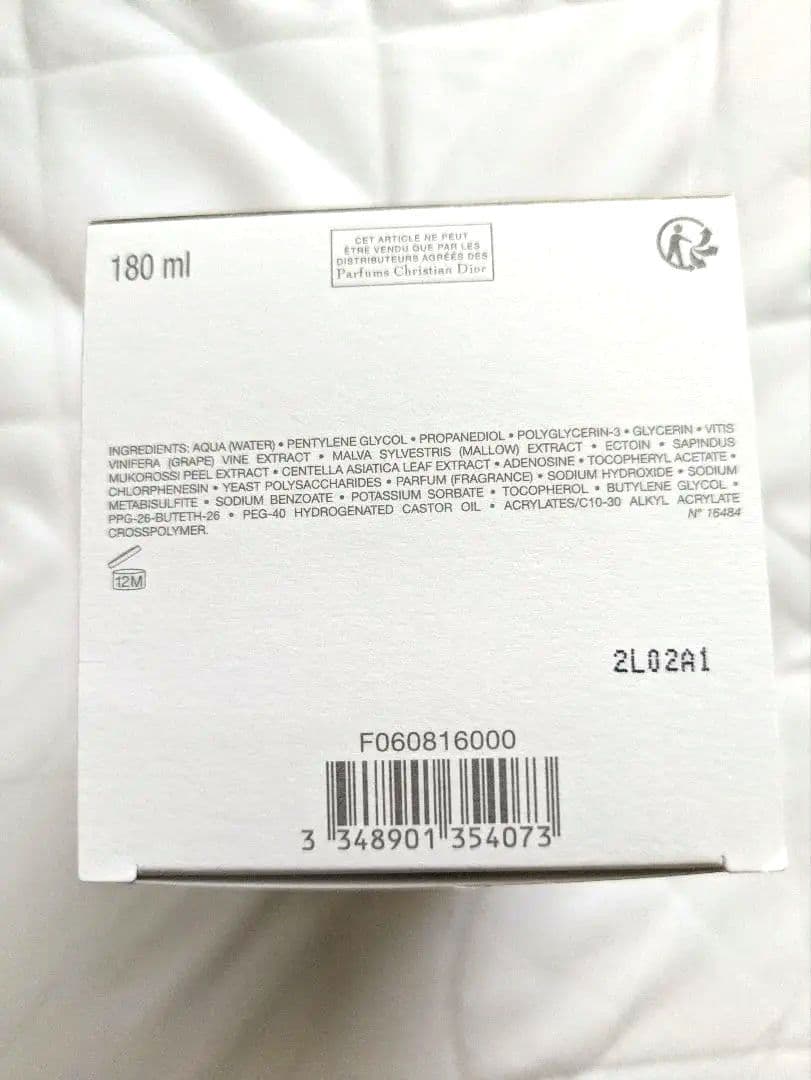 180 ml
CET ARTICLE NE PEUT
ÊTRE VENDU QUE PAR LES
DISTRIBUTEURS AGRÉÉS DES
Parfums Christian Dior
INGREDIENTS: AQUA (WATER) • PENTYLENE GLYCOL • PROPANEDIOL • POLYGLYCERIN-3 • GLYCERIN • VITIS
VINIFERA (GRAPE) VINE EXTRACT • MALVA SYLVESTRIS (MALLOW) EXTRACT • ECTOIN • SAPINDUS
MUKOROSSI PEEL EXTRACT • CENTELLA ASIATICA LEAF EXTRACT • ADENOSINE • TOCOPHERYL ACETATE •
CHLORPHENESIN • YEAST POLYSACCHARIDES • PARFUM (FRAGRANCE) • SODIUM HYDROXIDE • SODIUM
METABISULFITE • SODIUM BENZOATE • POTASSIUM SORBATE • TOCOPHEROL • BUTYLENE GLYCOL •
PPG-26-BUTETH-26 • PEG-40 HYDROGENATED CASTOR OIL • ACRYLATES/C10-30 ALKYL ACRYLATE
CROSSPOLYMER.
N° 16484
12M
2L02A1
F060816000
3 348901 354073